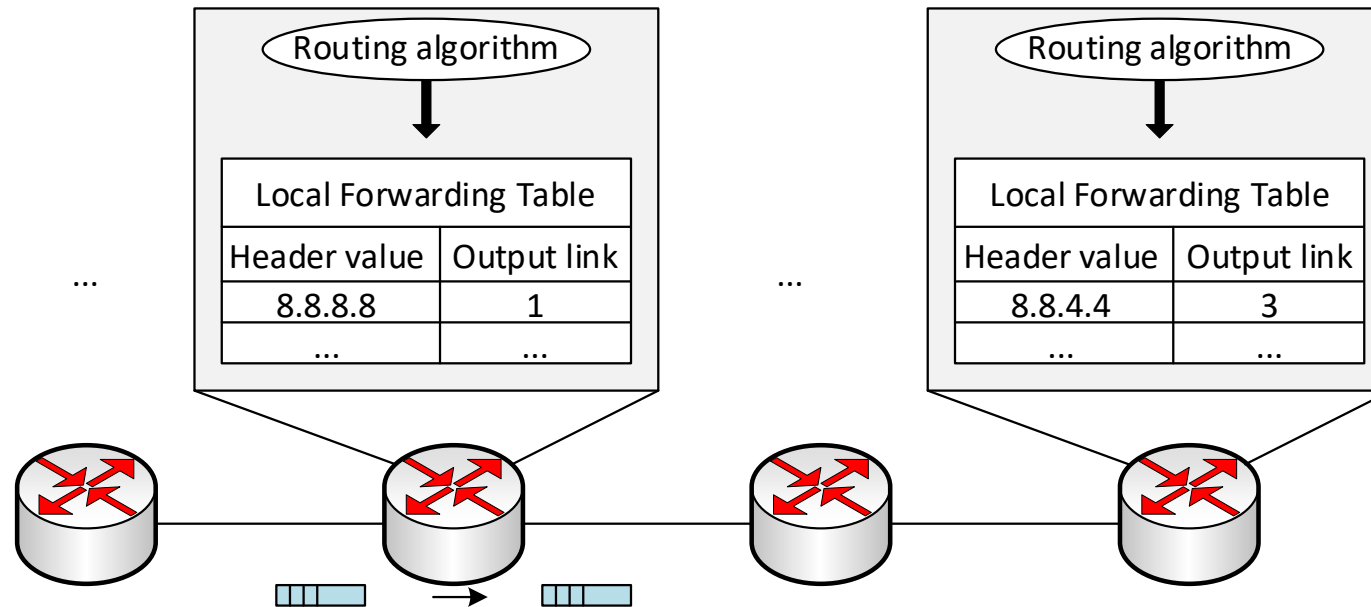 Routing algorithm
Local Forwarding Table
Header value Output link
8.8.8.8 1
... ...
...
...
Routing algorithm
Local Forwarding Table
Header value Output link
8.8.4.4 3
... ...